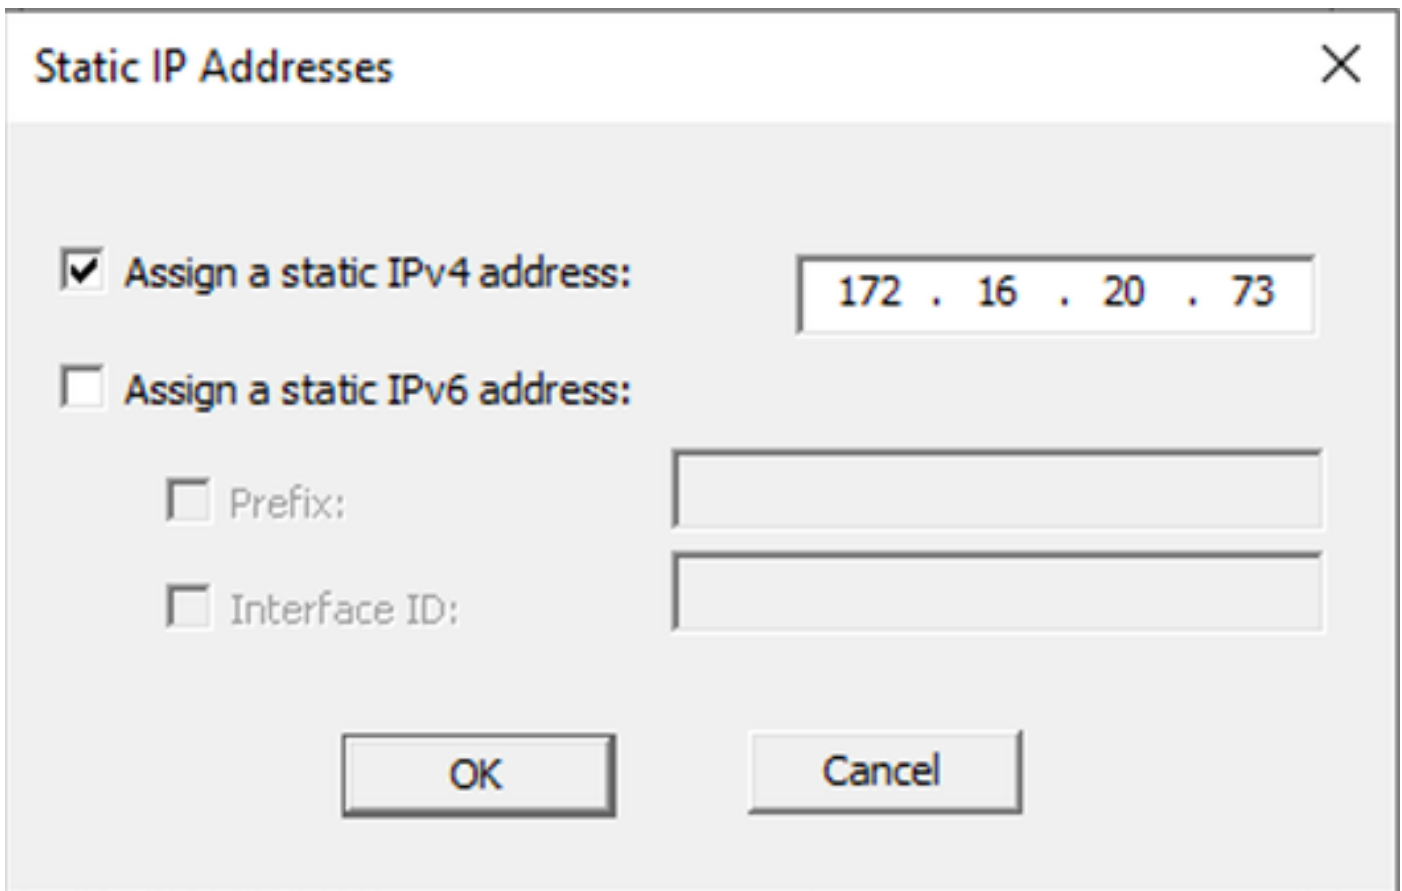 Static IP Addresses
Assign a static IPv4 address: 172 . 16 . 20 . 73
Assign a static IPv6 address:
Prefix:
Interface ID:
OK Cancel